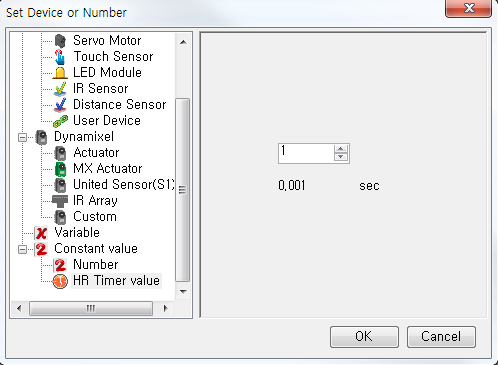 Set Device or Number
Servo Motor
Touch Sensor
LED Module
IR Sensor
Distance Sensor
User Device
Dynamixel
Actuator
MX Actuator
United Sensor(S1)
IR Array
Custom
Variable
Constant value
Number
HR Timer value
1
0,001 sec
OK Cancel